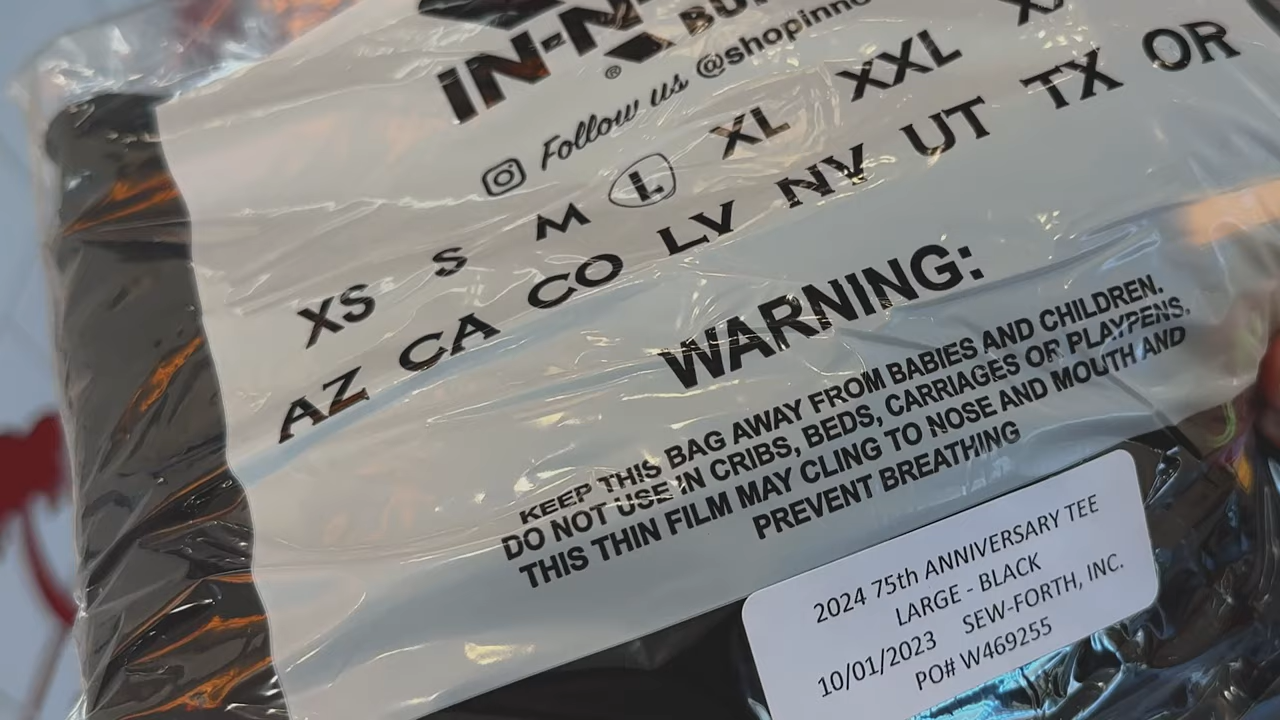 IN-N-
BU
®
Follow us @shopinno
XS S M L XL XXL
AZ CA CO LV NV UT TX OR
WARNING:
KEEP THIS BAG AWAY FROM BABIES AND CHILDREN.
DO NOT USE IN CRIBS, BEDS, CARRIAGES OR PLAYPENS.
THIS THIN FILM MAY CLING TO NOSE AND MOUTH AND
PREVENT BREATHING
2024 75th ANNIVERSARY TEE
LARGE - BLACK
10/01/2023 SEW-FORTH, INC.
PO# W469255